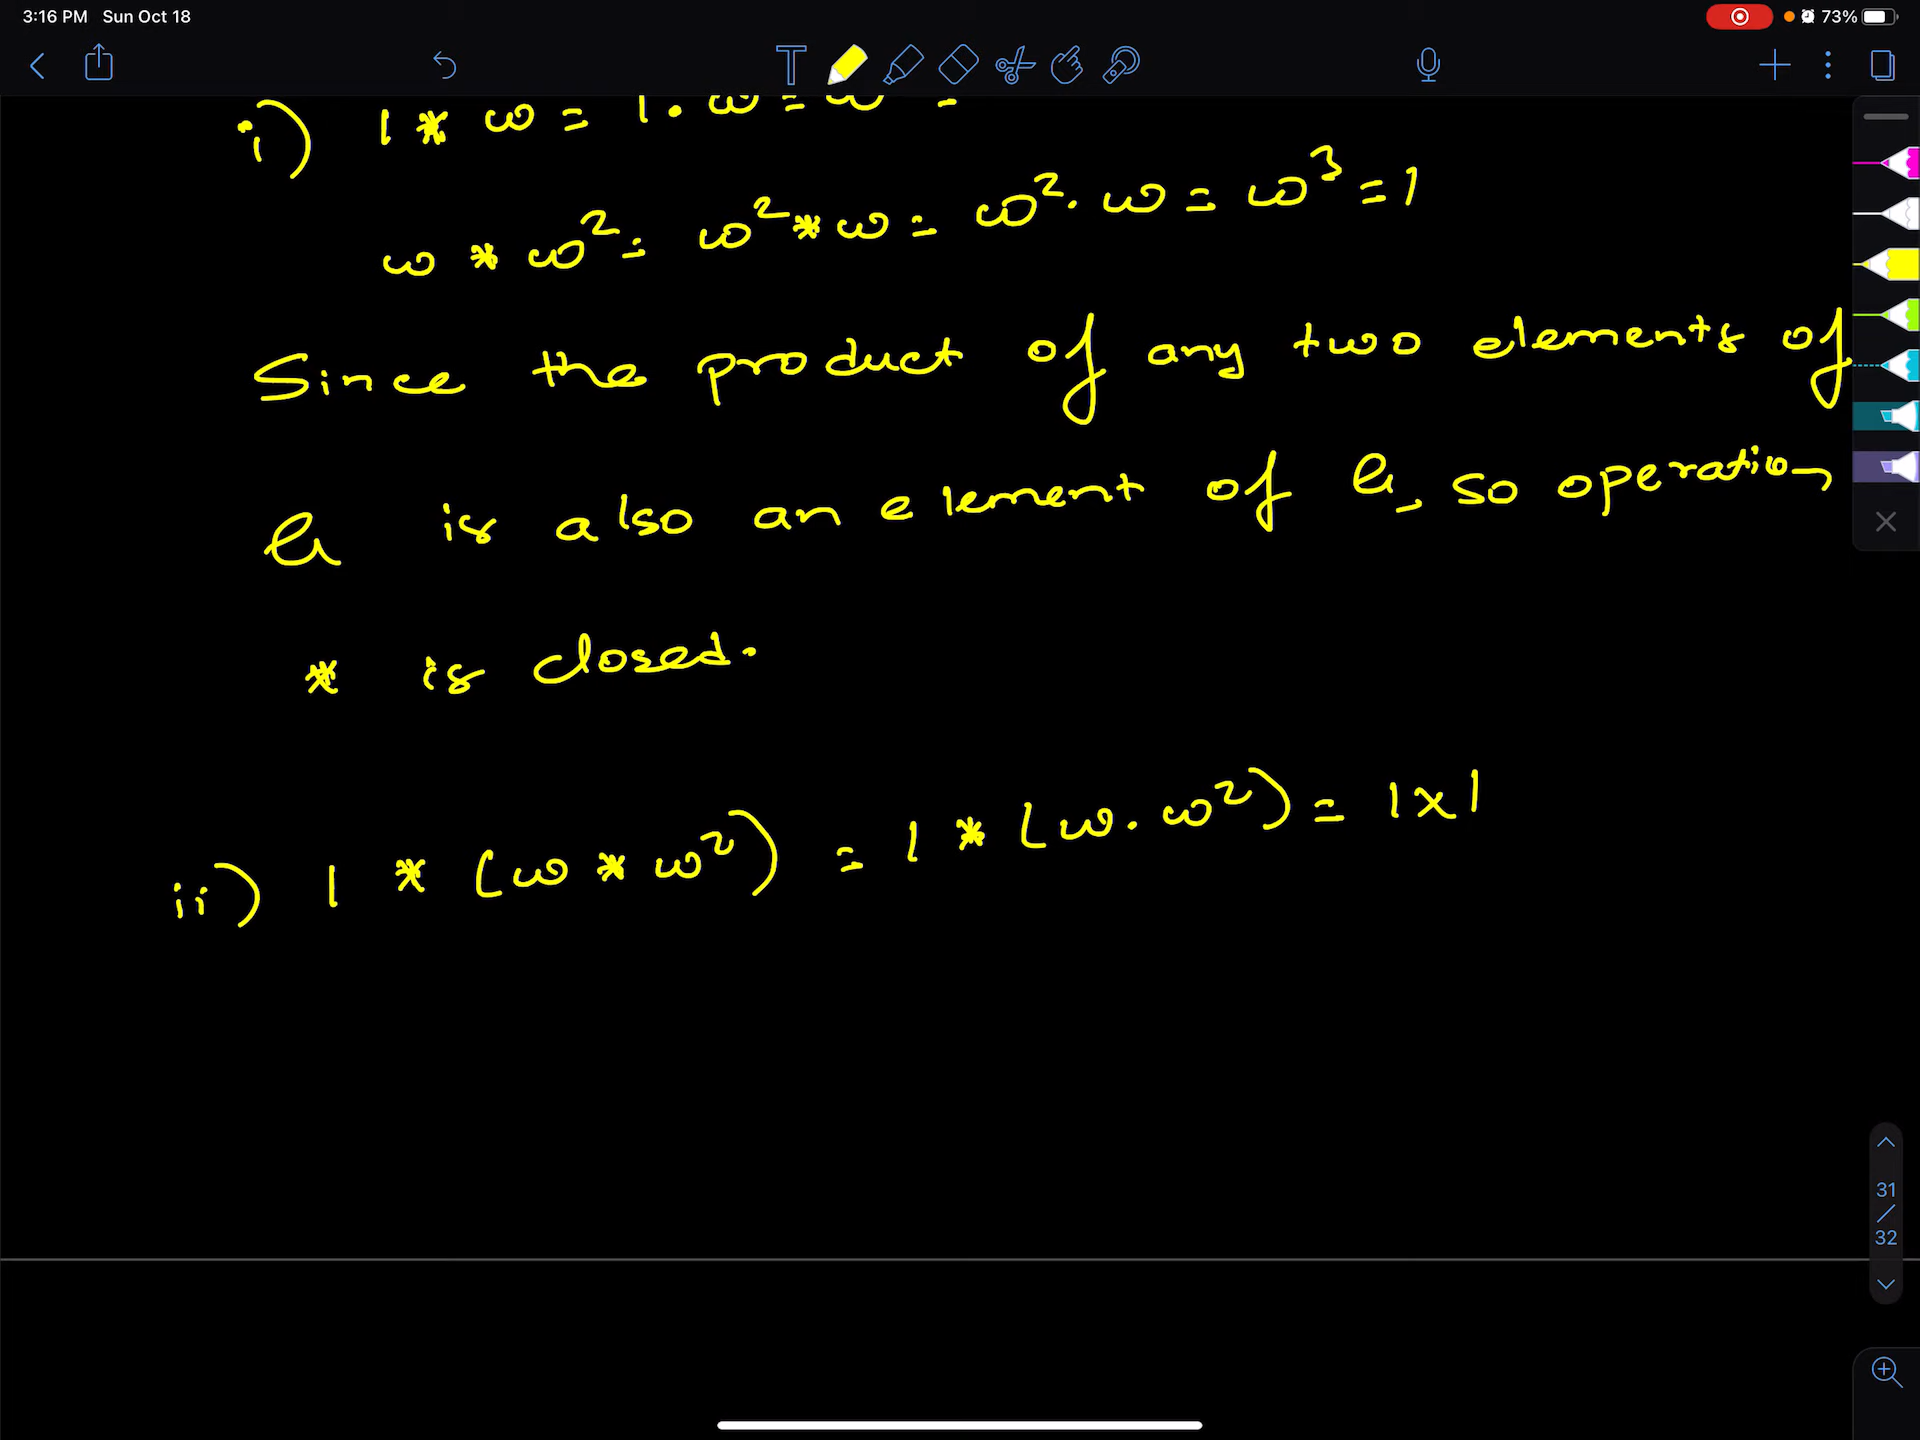 3:16 PM Sun Oct 18
73%
T
i) 1 * ω = 1 . ω = ω =
ω * ω² = ω² * ω = ω² . ω = ω³ = 1
Since the product of any two elements of
G is also an element of G, so operation
* is closed.
ii) 1 * (ω * ω²) = 1 * (ω . ω²) = 1 x 1
31
/
32